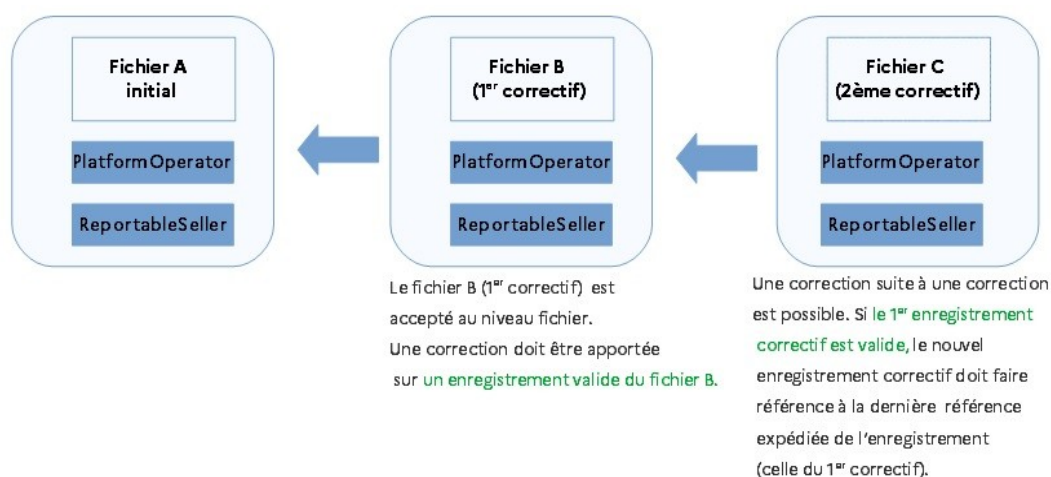 Fichier A
initial
PlatformOperator
ReportableSeller
Fichier B
(1er correctif)
PlatformOperator
ReportableSeller
Le fichier B (1er correctif) est
accepté au niveau fichier.
Une correction doit être apportée
sur un enregistrement valide du fichier B.
Fichier C
(2ème correctif)
PlatformOperator
ReportableSeller
Une correction suite à une correction
est possible. Si le 1er enregistrement
correctif est valide, le nouvel
enregistrement correctif doit faire
référence à la dernière référence
expédiée de l'enregistrement
(celle du 1er correctif).